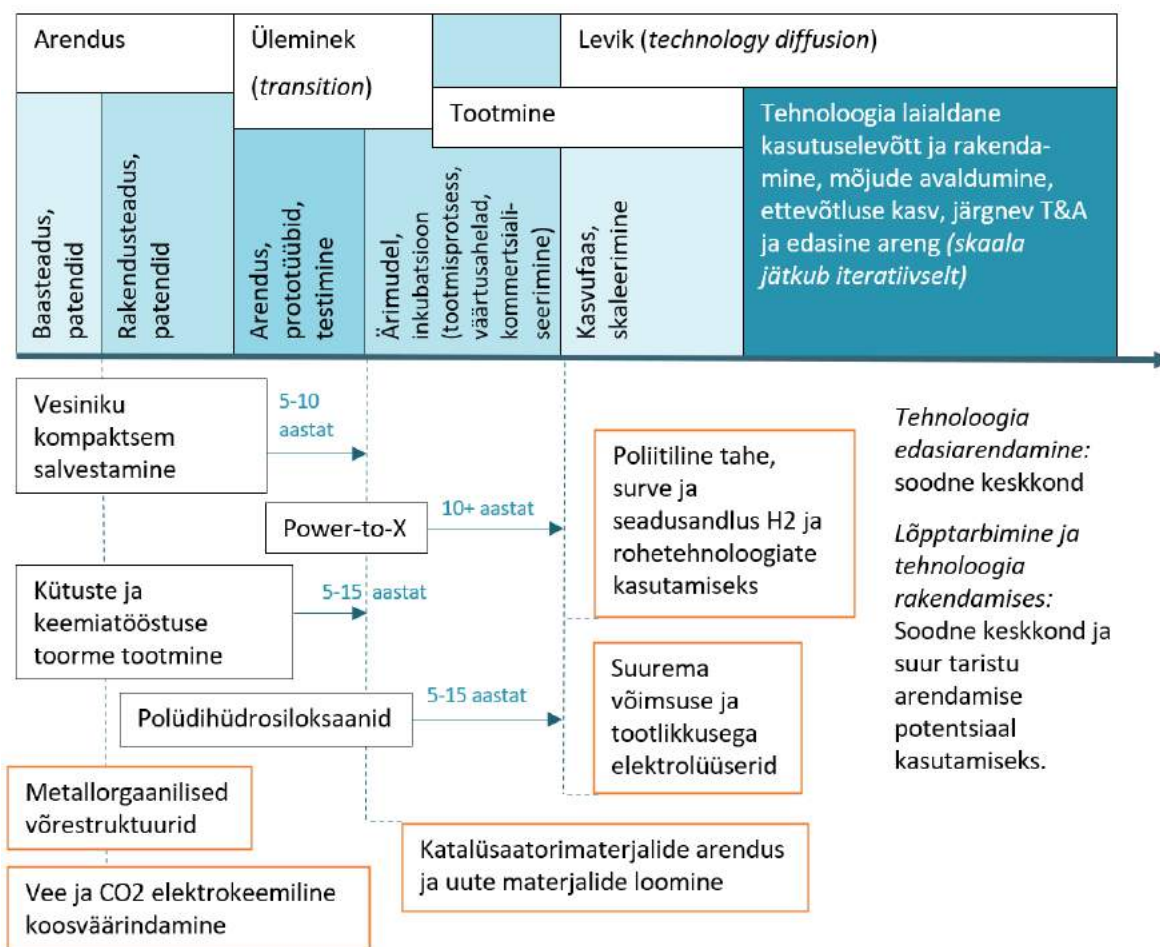 Arendus
Üleminek
(transition)
Levik (technology diffusion)
Tootmine
Tehnoloogia laialdane
kasutuselevõtt ja rakenda-
mine, mõjude avaldumine,
ettevõtluse kasv, järgnev T&A
ja edasine areng (skaala
jätkub iteratiivselt)
Baasteadus,
patendid
Rakendusteadus,
patendid
Arendus,
prototüübid,
testimine
Ärimudel,
inkubatsioon
(tootmisprotsess,
väärtusahelad,
kommertsiali-
seerimine)
Kasvufaas,
skaleerimine
Vesiniku
kompaktsem
salvestamine
5-10
aastat
Power-to-X
10+ aastat
Kütuste ja
keemiatööstuse
toorme tootmine
5-15 aastat
Polüdihüdrosiloksaanid
5-15 aastat
Metallorgaanilised
võrestruktuurid
Vee ja CO2 elektrokeemiline
koosväärindamine
Katalüsaatorimaterjalide arendus
ja uute materjalide loomine
Poliitiline tahe,
surve ja
seadusandlus H2 ja
rohetehnoloogiate
kasutamiseks
Suurema
võimsuse ja
tootlikkusega
elektrolüüserid
Tehnoloogia
edasiarendamine:
soodne keskkond
Lõpptarbimine ja
tehnoloogia
rakendamises:
Soodne keskkond ja
suur taristu
arendamise
potentsiaal
kasutamiseks.